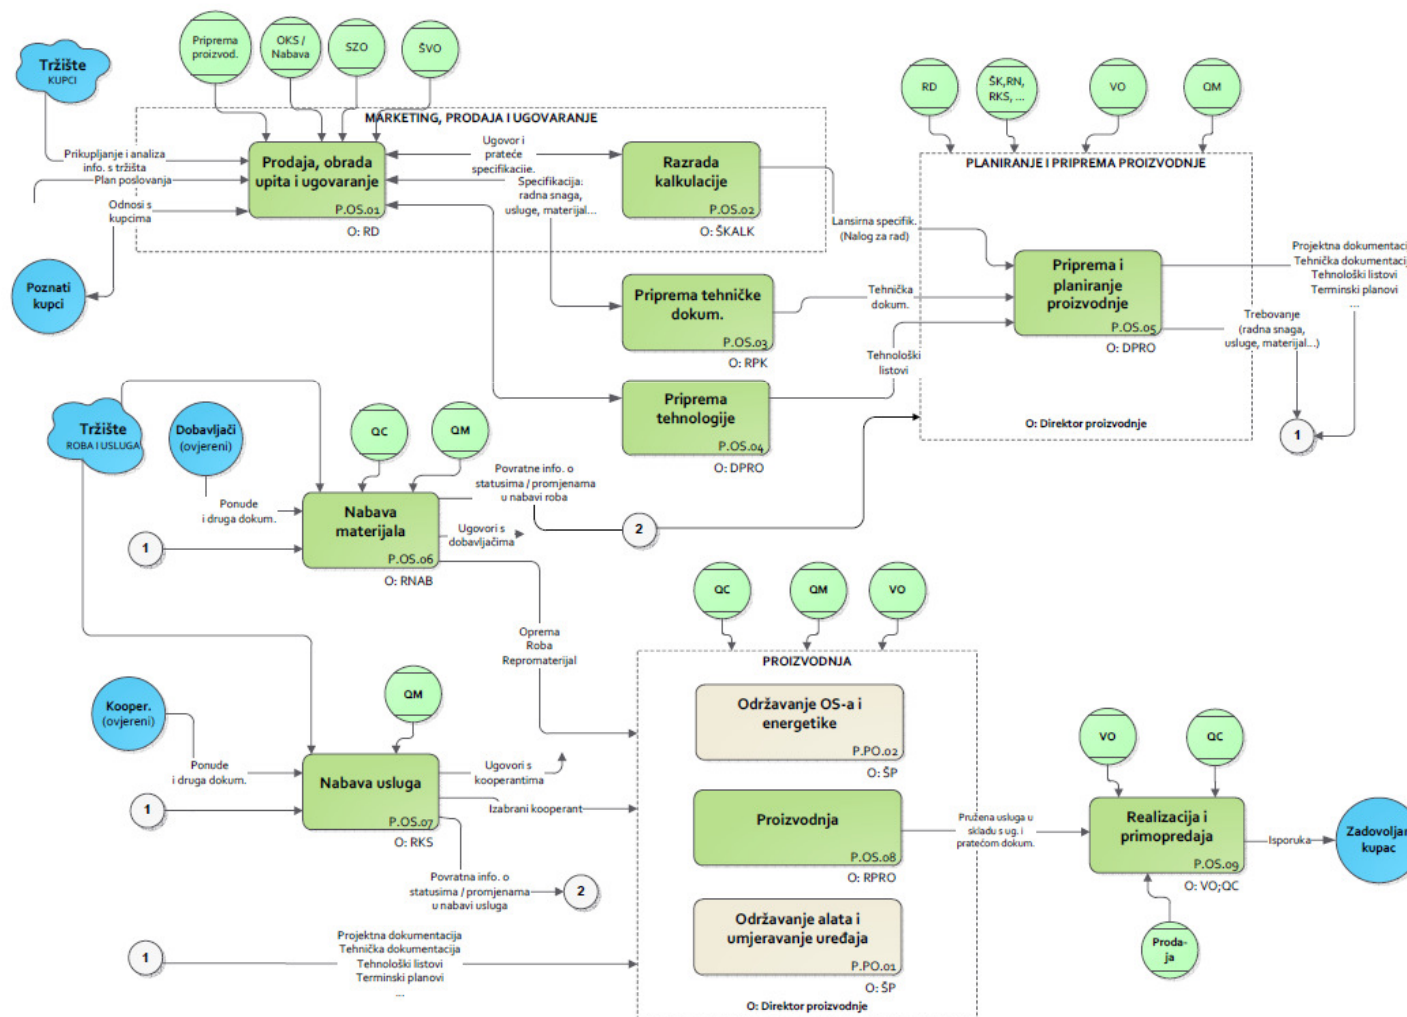 Tržište
KUPCI
Priprema
proizvod.
OKS /
Nabava
SZO
ŠVO
RD
ŠK,RN,
RKS, ...
VO
QM
MARKETING, PRODAJA I UGOVARANJE
Prikupljanje i analiza
info. s tržišta
Plan poslovanja
Odnosi s
kupcima
Prodaja, obrada
upita i ugovaranje
P.OS.01
O: RD
Ugovor i
prateće
specifikacije.
Specifikacija:
radna snaga,
usluge, materijal...
Razrada
kalkulacije
P.OS.02
O: ŠKALK
Poznati
kupci
Priprema tehničke
dokum.
P.OS.03
O: RPK
Priprema
tehnologije
P.OS.04
O: DPRO
Lansirna specifik.
(Nalog za rad)
Tehnička
dokum.
Tehnološki
listovi
PLANIRANJE I PRIPREMA PROIZVODNJE
Priprema i
planiranje
proizvodnje
P.OS.05
O: DPRO
O: Direktor proizvodnje
Projektna dokumentaci
Tehnička dokumentacij
Tehnološki listovi
Terminski planovi
...
Trebovanje
(radna snaga,
usluge, materijal...)
1
Tržište
ROBA I USLUGA
Dobavljači
(ovjereni)
QC
QM
Ponude
i druga dokum.
1
Nabava
materijala
P.OS.06
O: RNAB
Povratne info. o
statusima / promjenama
u nabavi roba
Ugovori s
dobavljačima
2
Oprema
Roba
Repromaterijal
Kooper.
(ovjereni)
QM
Ponude
i druga dokum.
1
Nabava usluga
P.OS.07
O: RKS
Ugovori s
kooperantima
Izabrani kooperant
Povratna info. o
statusima / promjenama
u nabavi usluga
2
1
Projektna dokumentacija
Tehnička dokumentacija
Tehnološki listovi
Terminski planovi
...
QC
QM
VO
PROIZVODNJA
Održavanje OS-a i
energetike
P.PO.02
O: ŠP
Proizvodnja
P.OS.08
O: RPRO
Održavanje alata i
umjeravanje uređaja
P.PO.01
O: ŠP
O: Direktor proizvodnje
Pružena usluga u
skladu s ug. i
pratećom dokum.
VO
QC
Realizacija i
primopredaja
P.OS.09
O: VO;QC
Proda-
ja
Isporuka
Zadovoljan
kupac